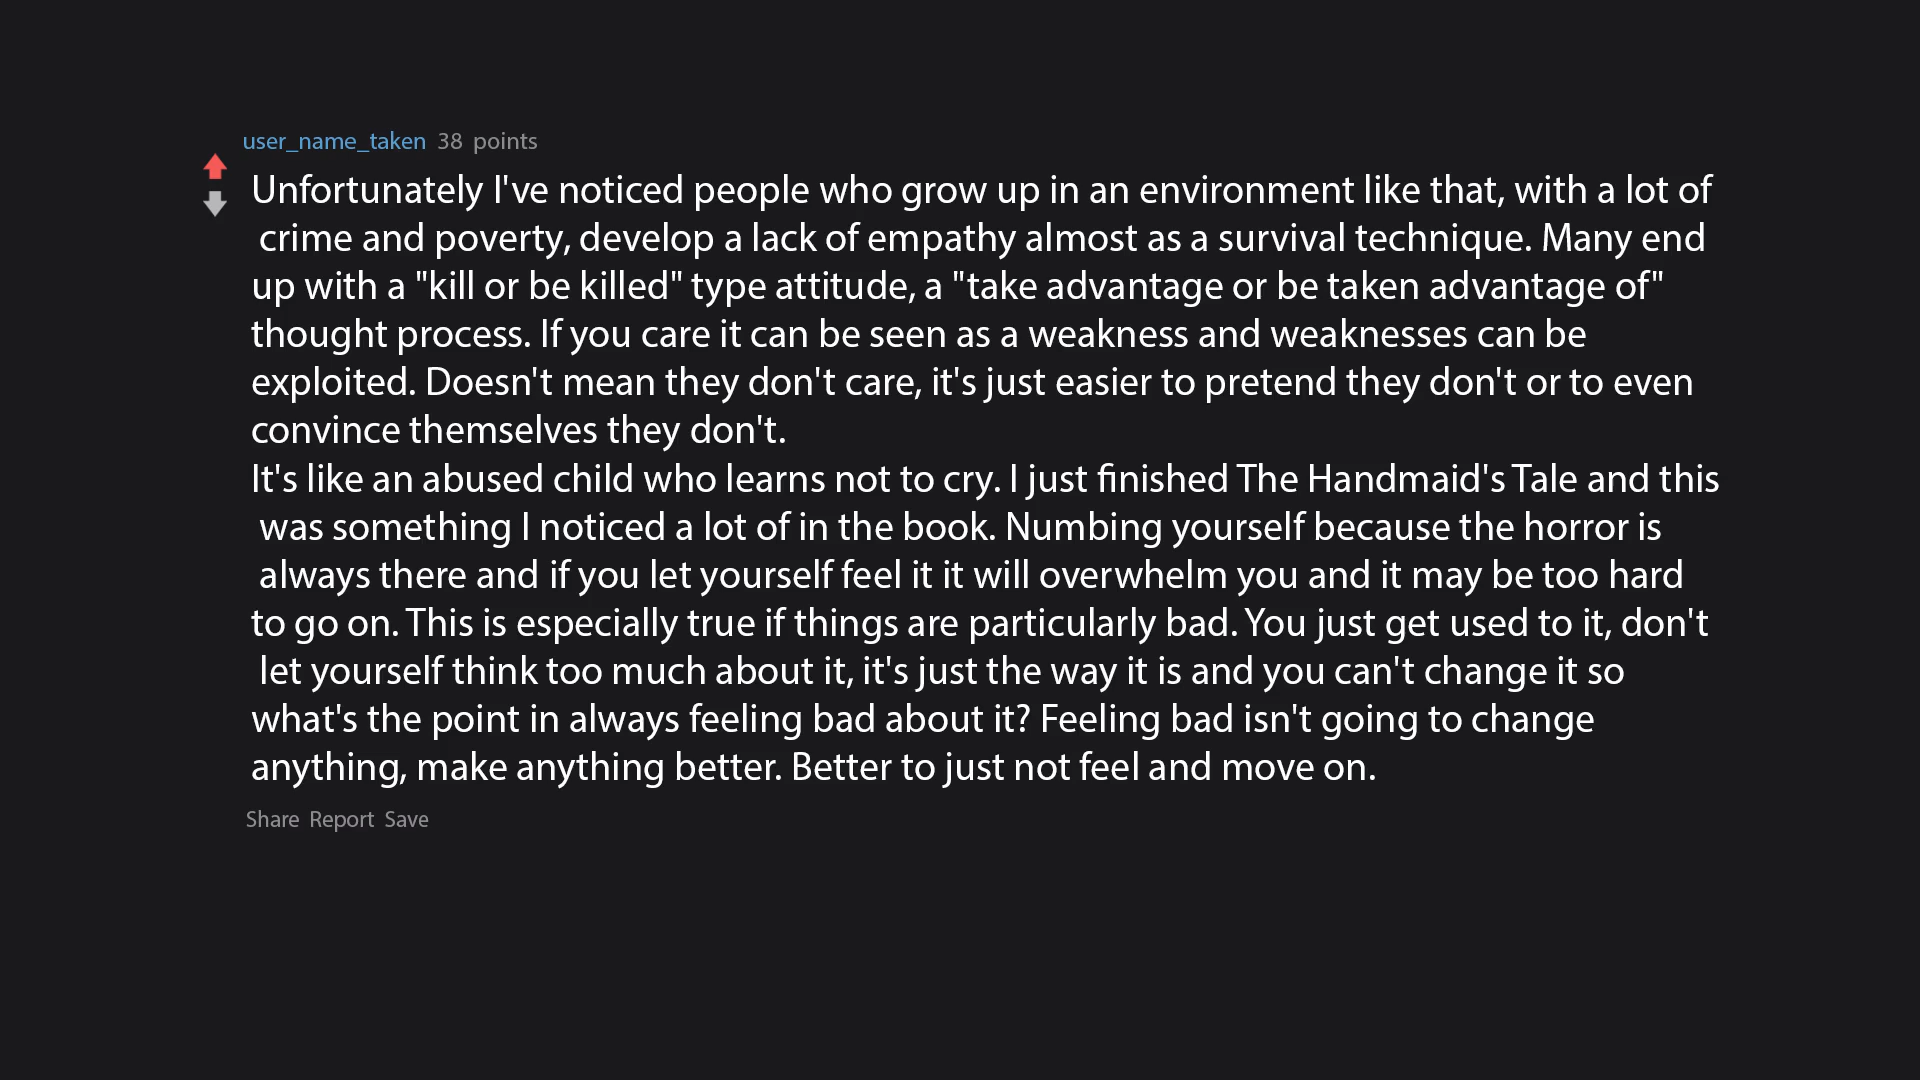 user_name_taken 38 points
Unfortunately I've noticed people who grow up in an environment like that, with a lot of
crime and poverty, develop a lack of empathy almost as a survival technique. Many end
up with a "kill or be killed" type attitude, a "take advantage or be taken advantage of"
thought process. If you care it can be seen as a weakness and weaknesses can be
exploited. Doesn't mean they don't care, it's just easier to pretend they don't or to even
convince themselves they don't.
It's like an abused child who learns not to cry. I just finished The Handmaid's Tale and this
was something I noticed a lot of in the book. Numbing yourself because the horror is
always there and if you let yourself feel it it will overwhelm you and it may be too hard
to go on. This is especially true if things are particularly bad. You just get used to it, don't
let yourself think too much about it, it's just the way it is and you can't change it so
what's the point in always feeling bad about it? Feeling bad isn't going to change
anything, make anything better. Better to just not feel and move on.
Share Report Save